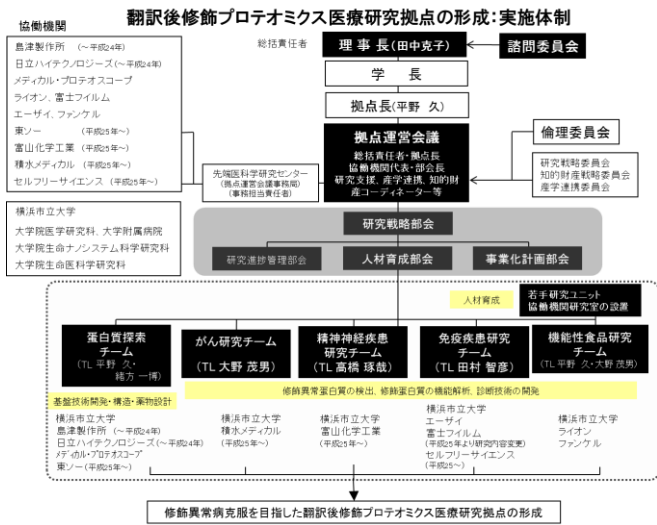 翻訳後修飾プロテオミクス医療研究拠点の形成：実施体制
協働機関
島津製作所　（～平成24年）
日立ハイテクノロジーズ（～平成24年）
メディカル・プロテオスコープ
ライオン、富士フイルム
エーザイ、ファンケル
東ソー　（平成25年～）
富山化学工業　（平成25年～）
積水メディカル　（平成25年～）
セルフリーサイエンス　（平成25年～）
横浜市立大学
大学院医学研究科、大学附属病院
大学院生命ナノシステム科学研究科
大学院生命医科学研究科
総括責任者
理 事 長（田中克子）
諮問委員会
学　長
拠点長（平野　久）
拠点運営会議
総括責任者・拠点長
協働機関代表・部会長
研究支援、産学連携、知的財
産コーディネーター等
先端医科学研究センター
（拠点運営会議事務局）
（事務担当責任者）
倫理委員会
研究戦略委員会
知的財産戦略委員会
産学連携委員会
研究戦略部会
研究進捗管理部会
人材育成部会
事業化計画部会
人材育成
若手研究ユニット
協働機関研究室の設置
蛋白質探索
チーム
（TL 平野 久・
緒方 一博）
がん研究チーム
（TL 大野 茂男）
精神神経疾患
研究チーム
（TL 高橋 琢哉）
免疫疾患研究
チーム
（TL 田村 智彦）
機能性食品研究
チーム
（TL 平野 久・大野 茂男）
基盤技術開発・構造・薬物設計
修飾異常蛋白質の検出、修飾蛋白質の機能解析、診断技術の開発
横浜市立大学
島津製作所　（～平成24年）
日立ハイテクノロジーズ（～平成24年）
メディカル・プロテオスコープ
東ソー（平成25年～）
横浜市立大学
積水メディカル
（平成25年～）
横浜市立大学
富山化学工業
（平成25年～）
横浜市立大学
エーザイ
富士フイルム
（平成25年より研究内容変更）
セルフリーサイエンス
（平成25～）
横浜市立大学
ライオン
ファンケル
修飾異常病克服を目指した翻訳後修飾プロテオミクス医療研究拠点の形成